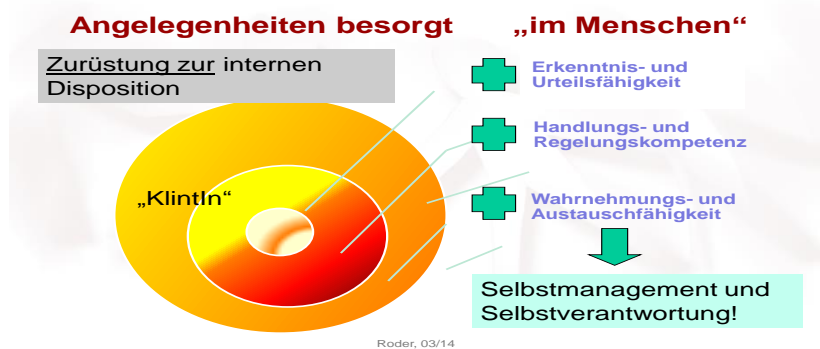 Angelegenheiten besorgt „im Menschen“
Zurüstung zur internen
Disposition
„KlintIn“
Erkenntnis- und
Urteilsfähigkeit
Handlungs- und
Regelungskompetenz
Wahrnehmungs- und
Austauschfähigkeit
Selbstmanagement und
Selbstverantwortung!
Roder, 03/14